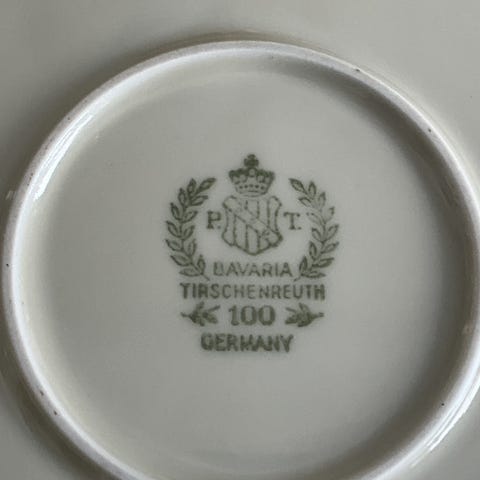 P. T.
BAVARIA
TIRSCHENREUTH
100
GERMANY